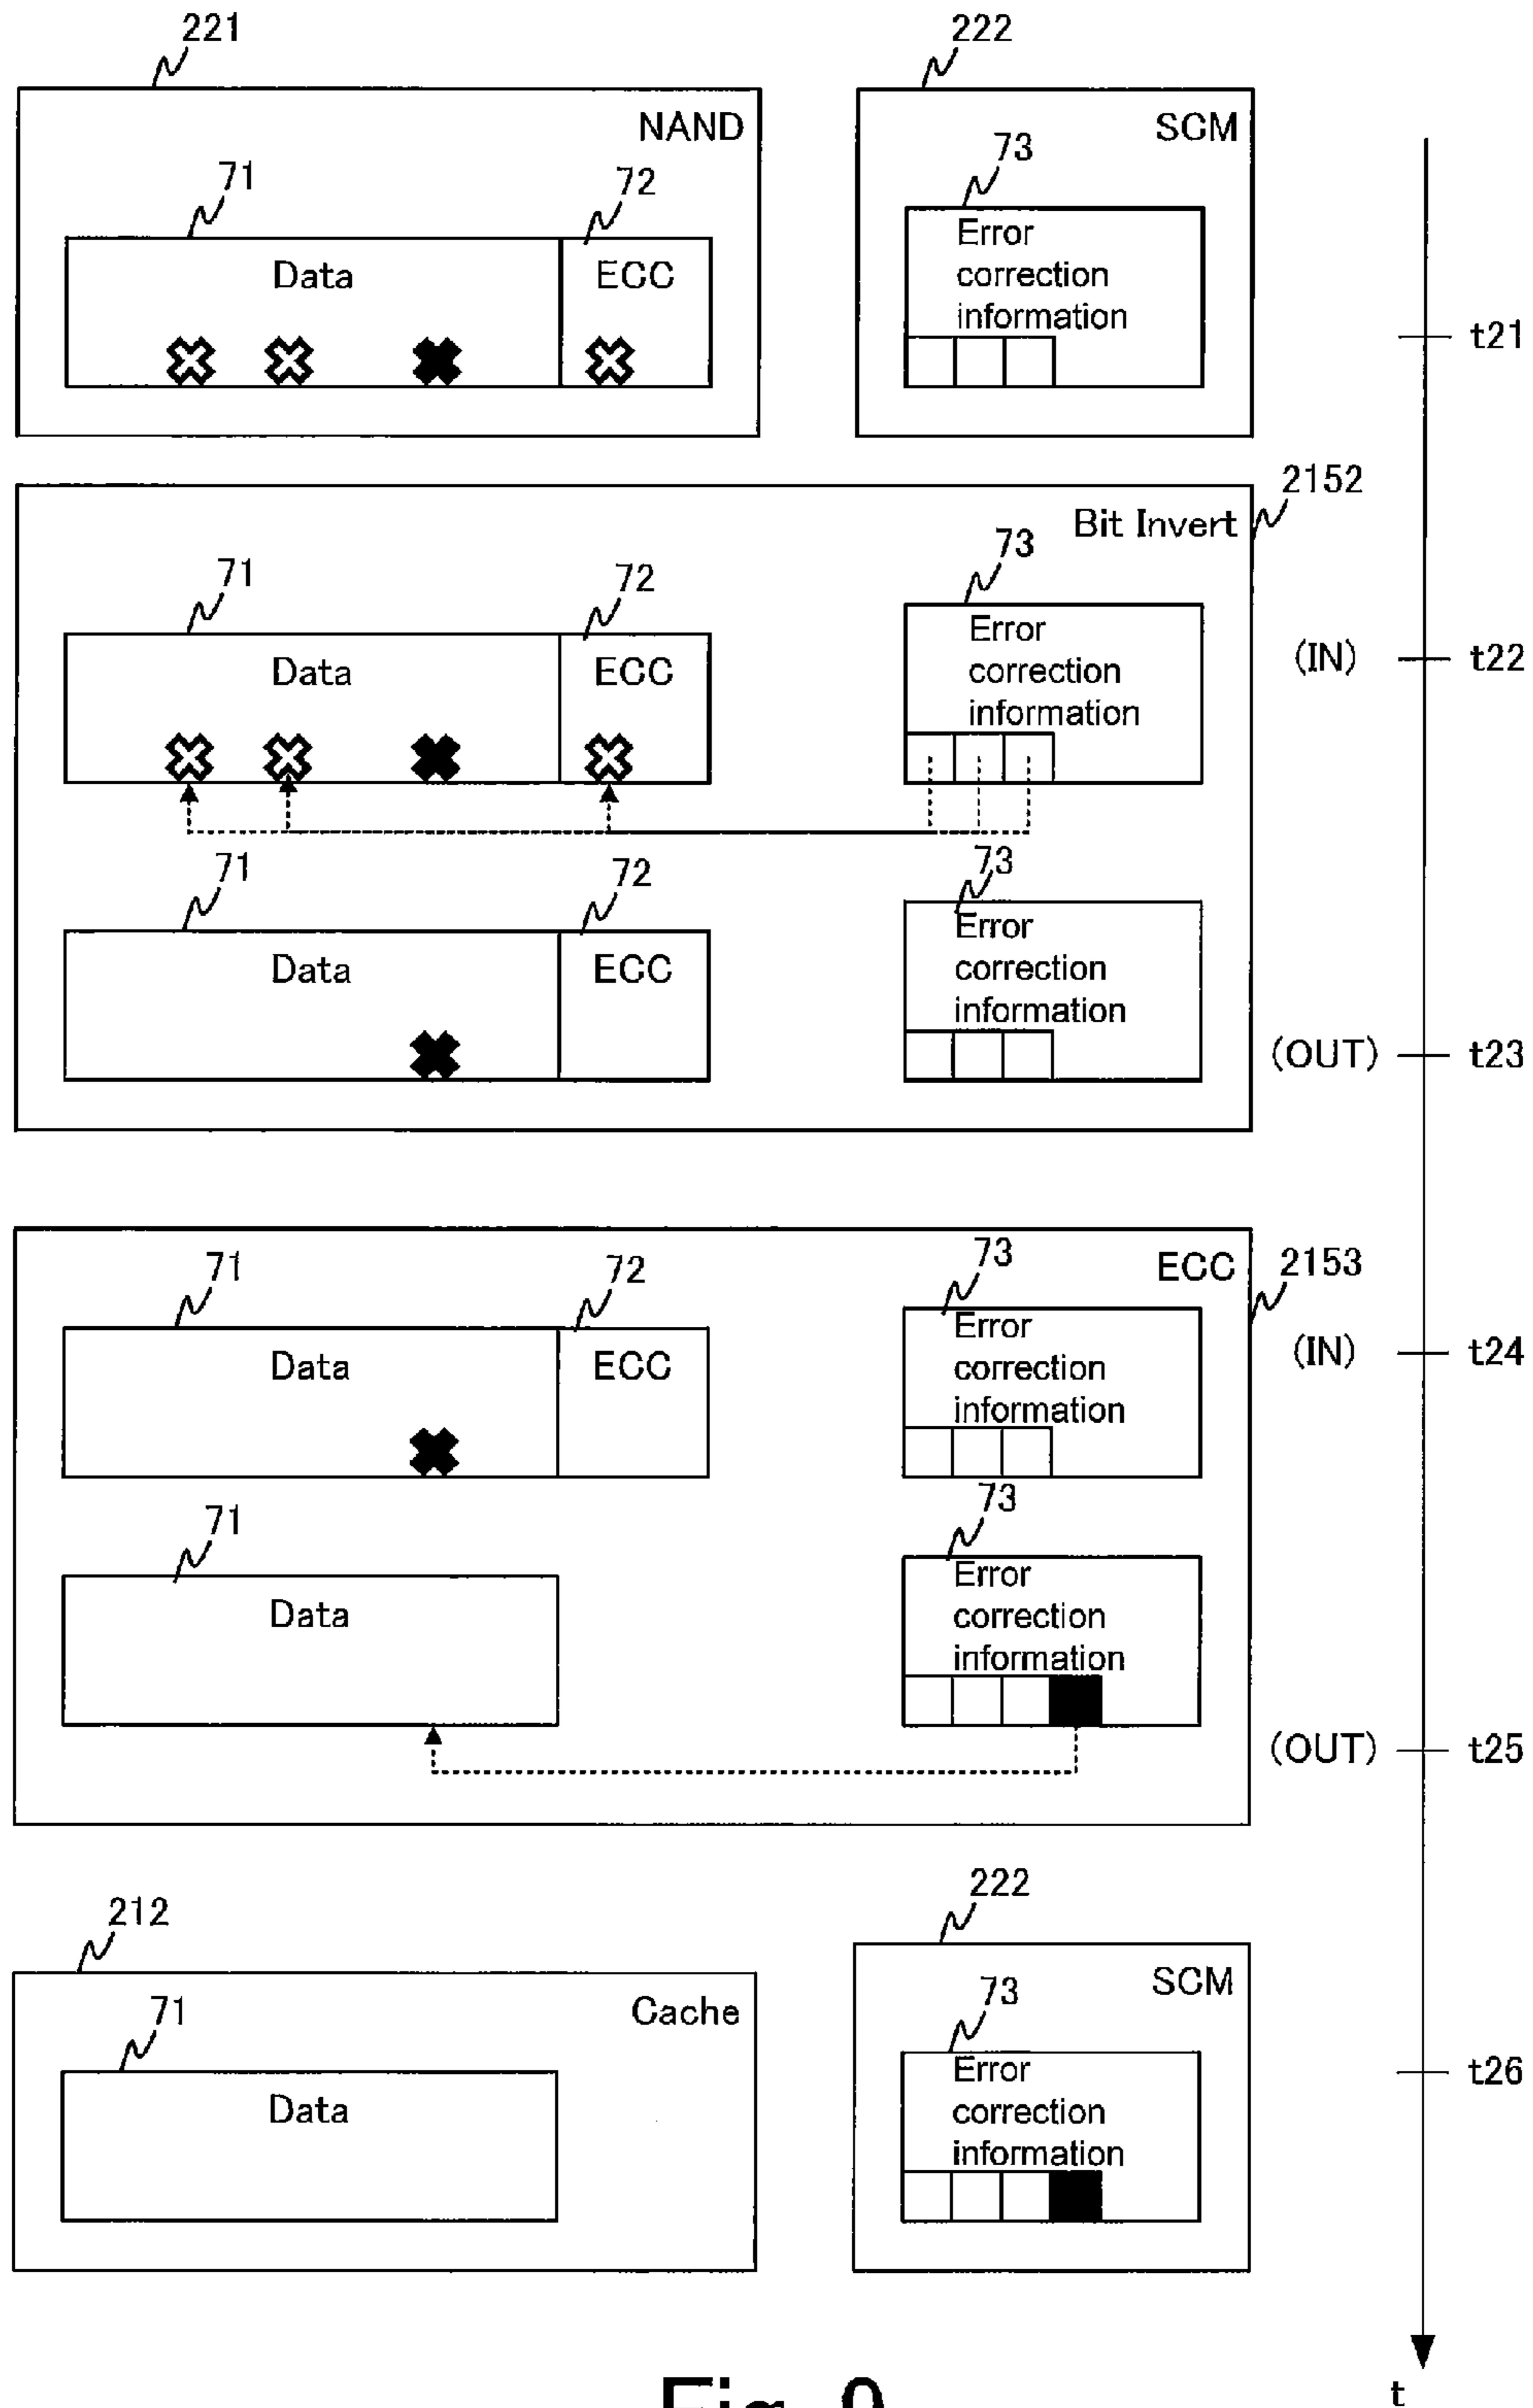 221
222
NAND
SCM
71
72
73
Data
ECC
Error
correction
information
t21
2152
Bit Invert
71
72
73
Data
ECC
Error
correction
information
(IN)
t22
71
72
73
Data
ECC
Error
correction
information
(OUT)
t23
2153
ECC
71
72
73
Data
ECC
Error
correction
information
(IN)
t24
71
73
Data
Error
correction
information
(OUT)
t25
212
222
Cache
SCM
71
73
Data
Error
correction
information
t26
t